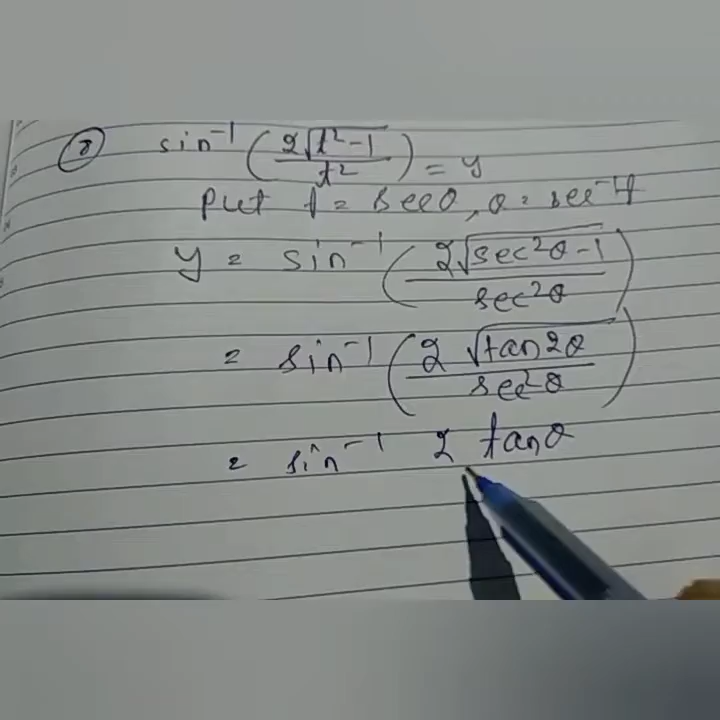 (8) sin⁻¹ (2√t²-1 / t²) = y
Put t = secθ, θ = sec⁻¹t
y = sin⁻¹ (2√sec²θ-1 / sec²θ)
= sin⁻¹ (2 √tan2θ / sec²θ)
= sin⁻¹ 2 tanθ